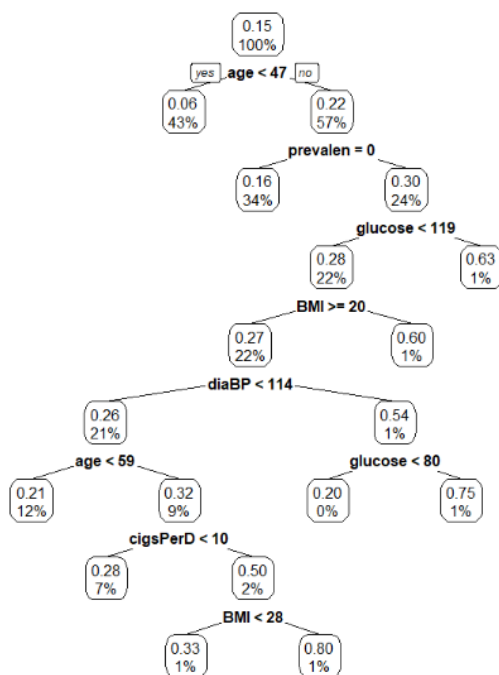 0.15
100%
yes age < 47 no
0.06 0.22
43% 57%
prevalen = 0
0.16 0.30
34% 24%
glucose < 119
0.28 0.63
22% 1%
BMI >= 20
0.27 0.60
22% 1%
diaBP < 114
0.26 0.54
21% 1%
age < 59 glucose < 80
0.21 0.32 0.20 0.75
12% 9% 0% 1%
cigsPerD < 10
0.28 0.50
7% 2%
BMI < 28
0.33 0.80
1% 1%